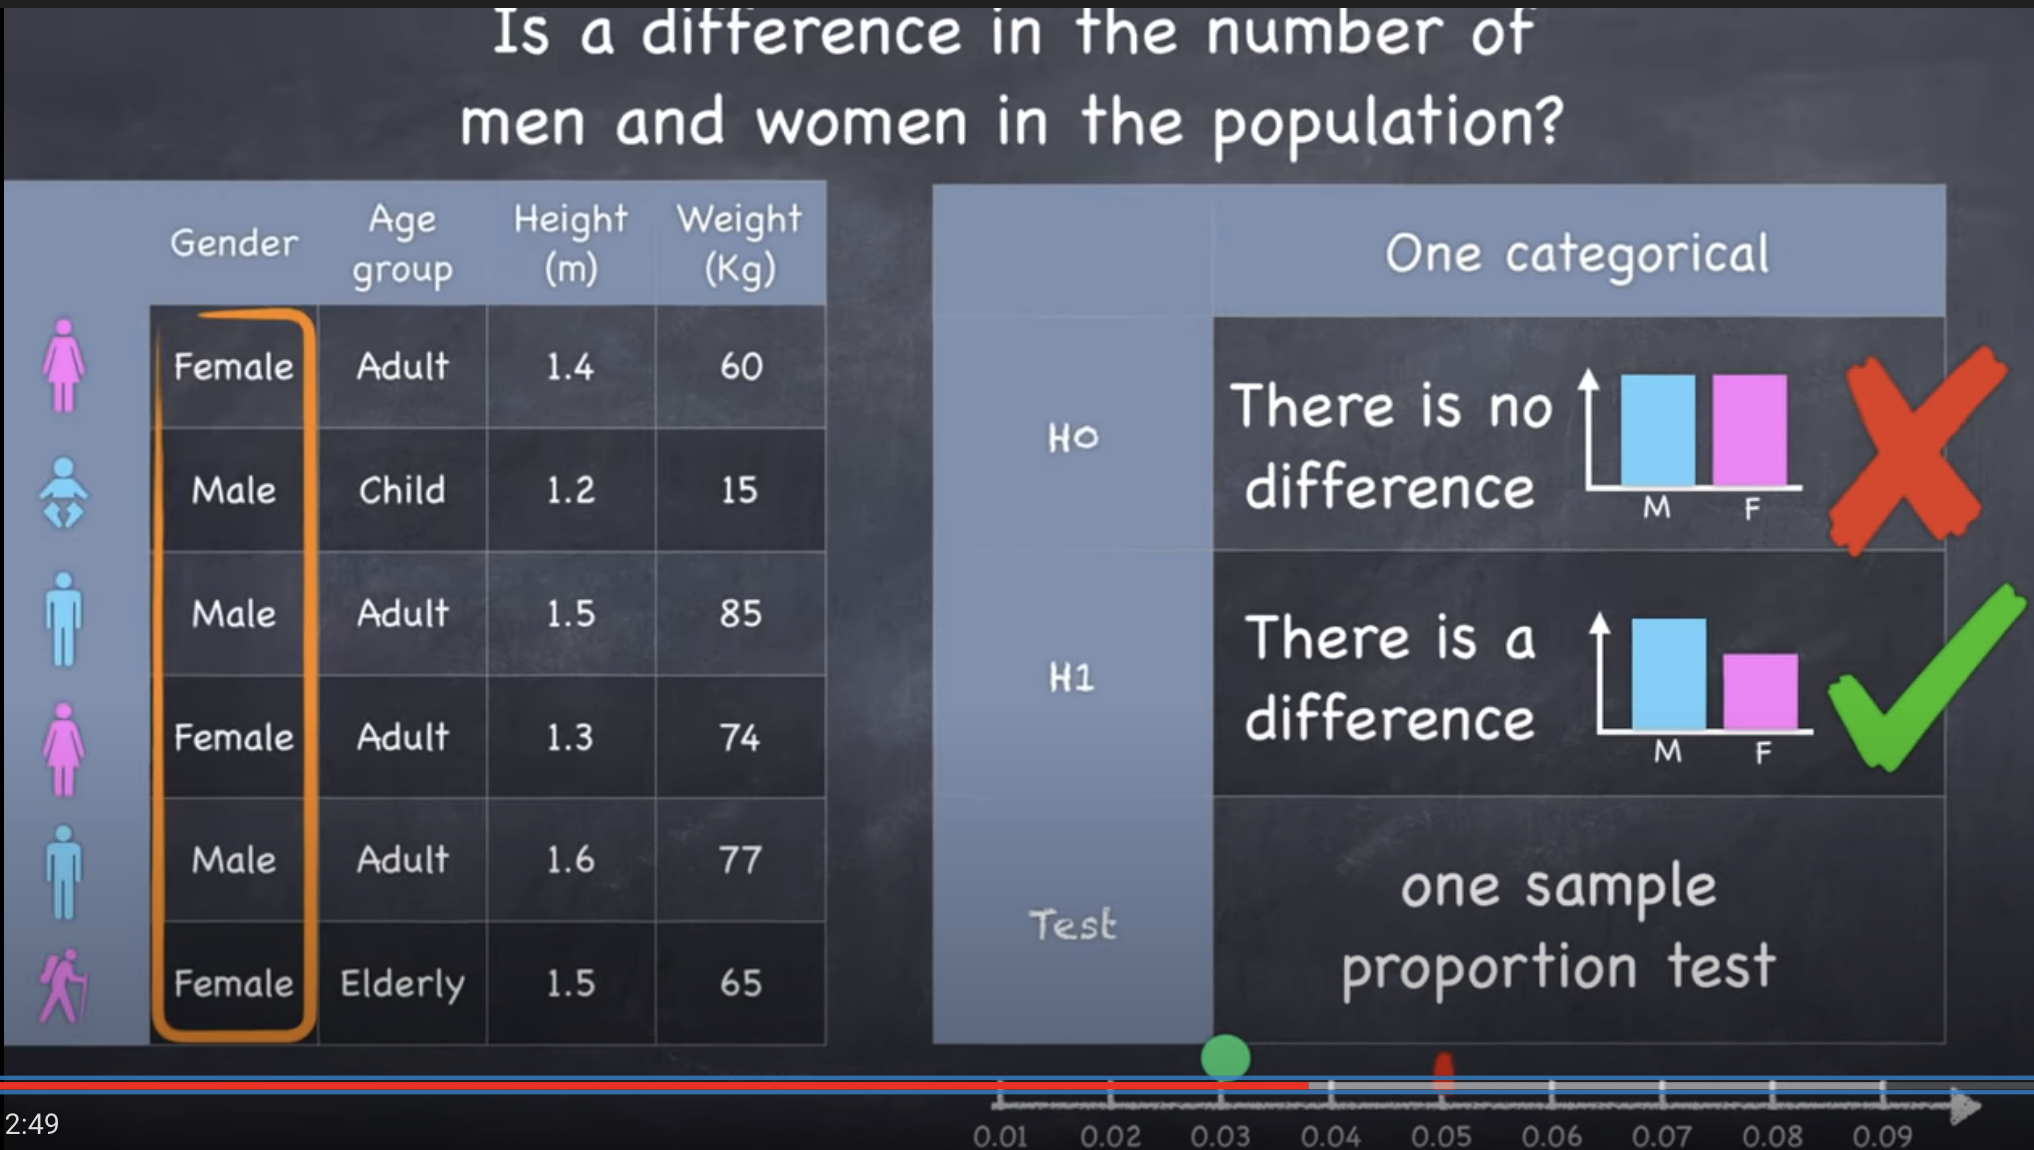 Is a difference in the number of
men and women in the population?
Gender
Age
group
Height
(m)
Weight
(Kg)
Female Adult 1.4 60
Male Child 1.2 15
Male Adult 1.5 85
Female Adult 1.3 74
Male Adult 1.6 77
Female Elderly 1.5 65
One categorical
H0
There is no
difference
M F
H1
There is a
difference
M F
Test
one sample
proportion test
2:49
0.01 0.02 0.03 0.04 0.05 0.06 0.07 0.08 0.09